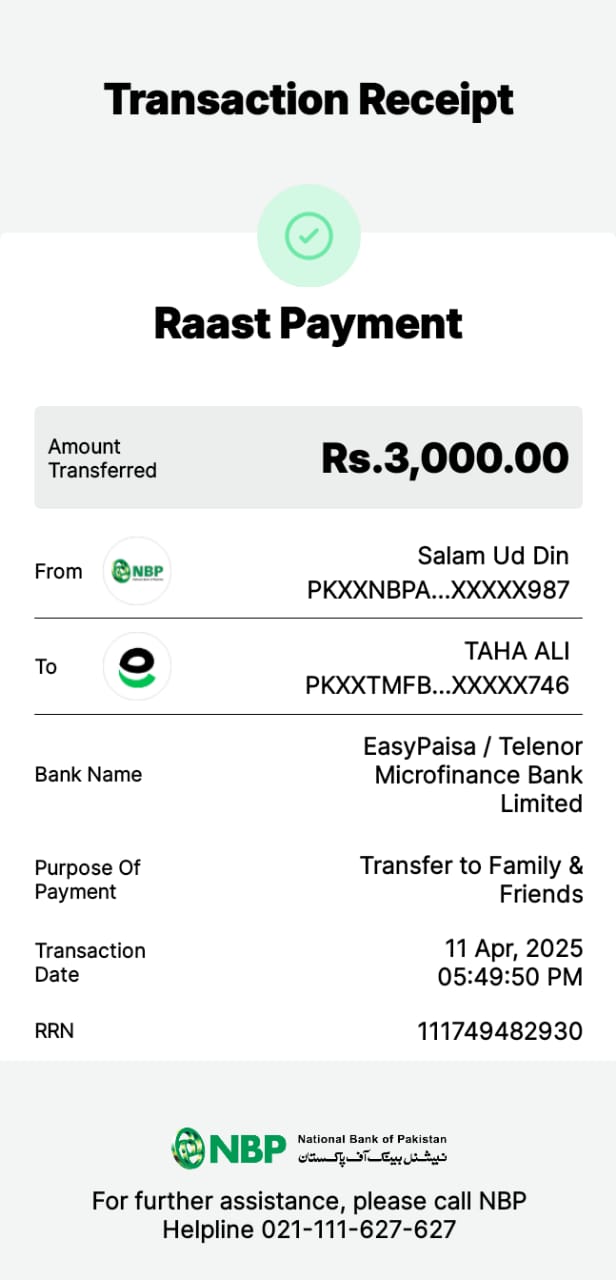 Transaction Receipt
Raast Payment
Amount
Transferred
Rs.3,000.00
From
NBP
Salam Ud Din
PKXXNBPA...XXXXX987
To
TAHA ALI
PKXXTMFB...XXXXX746
Bank Name
EasyPaisa / Telenor
Microfinance Bank
Limited
Purpose Of
Payment
Transfer to Family &
Friends
Transaction
Date
11 Apr, 2025
05:49:50 PM
RRN
111749482930
NBP
National Bank of Pakistan
نیشنل بینک آف پاکستان
For further assistance, please call NBP
Helpline 021-111-627-627